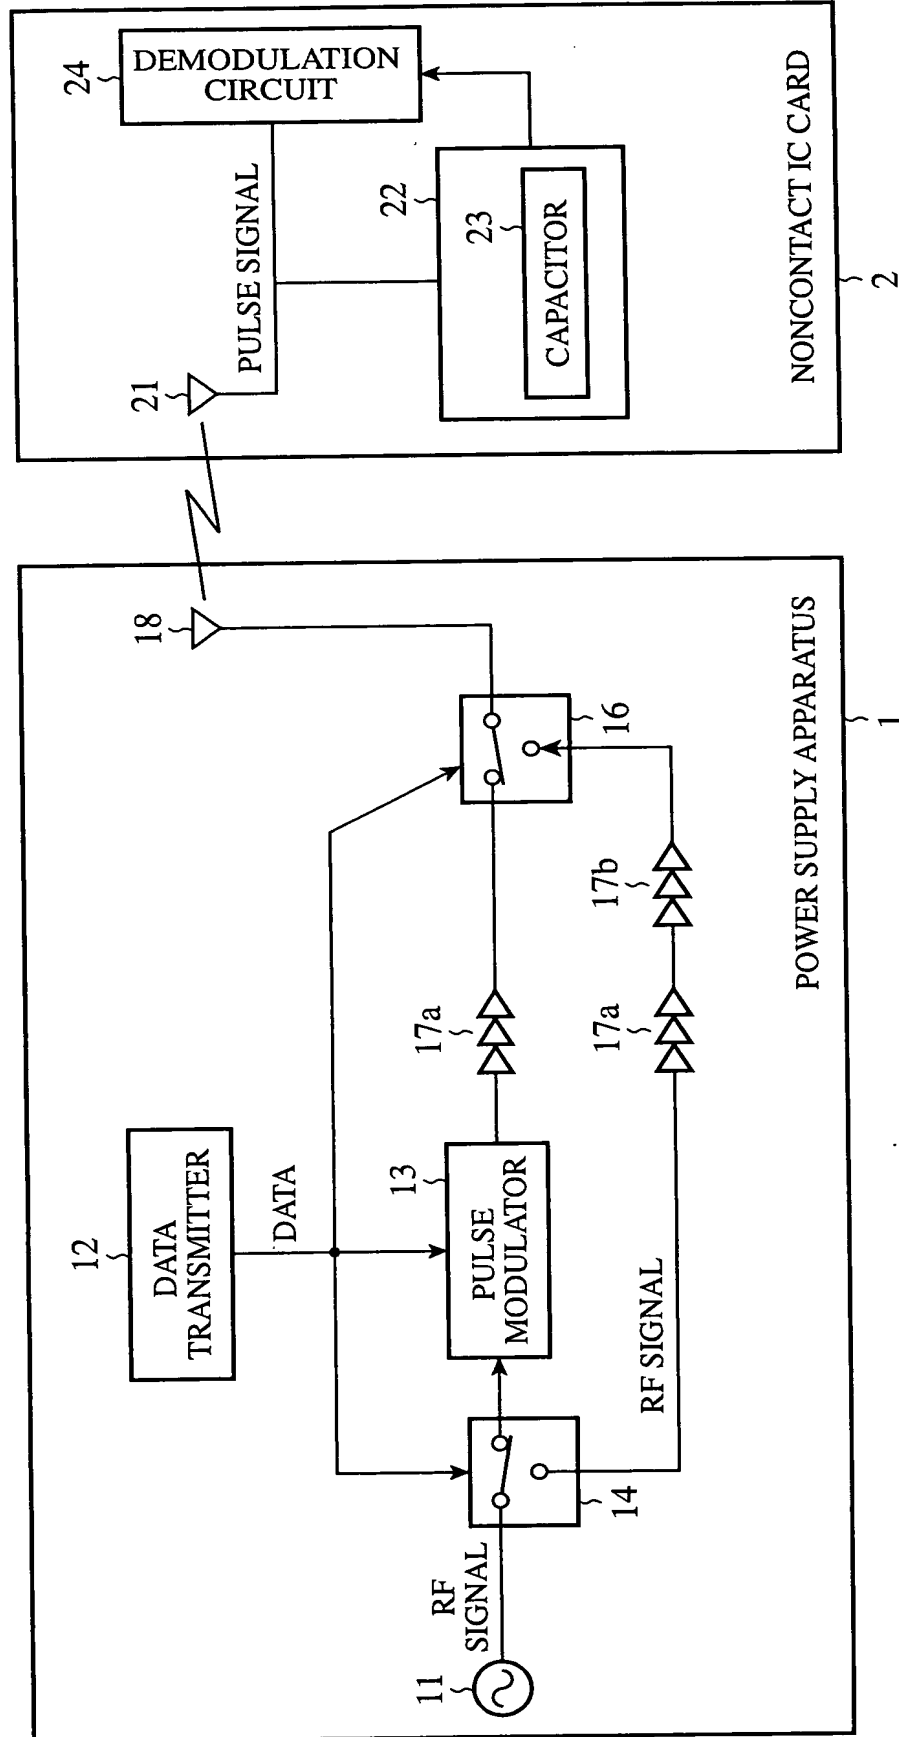 11
RF
SIGNAL
14
12
DATA
TRANSMITTER
DATA
13
PULSE
MODULATOR
RF SIGNAL
17a
17a
17b
16
18
POWER SUPPLY APPARATUS
1
21
PULSE SIGNAL
22
23
CAPACITOR
24
DEMODULATION
CIRCUIT
NONCONTACT IC CARD
2